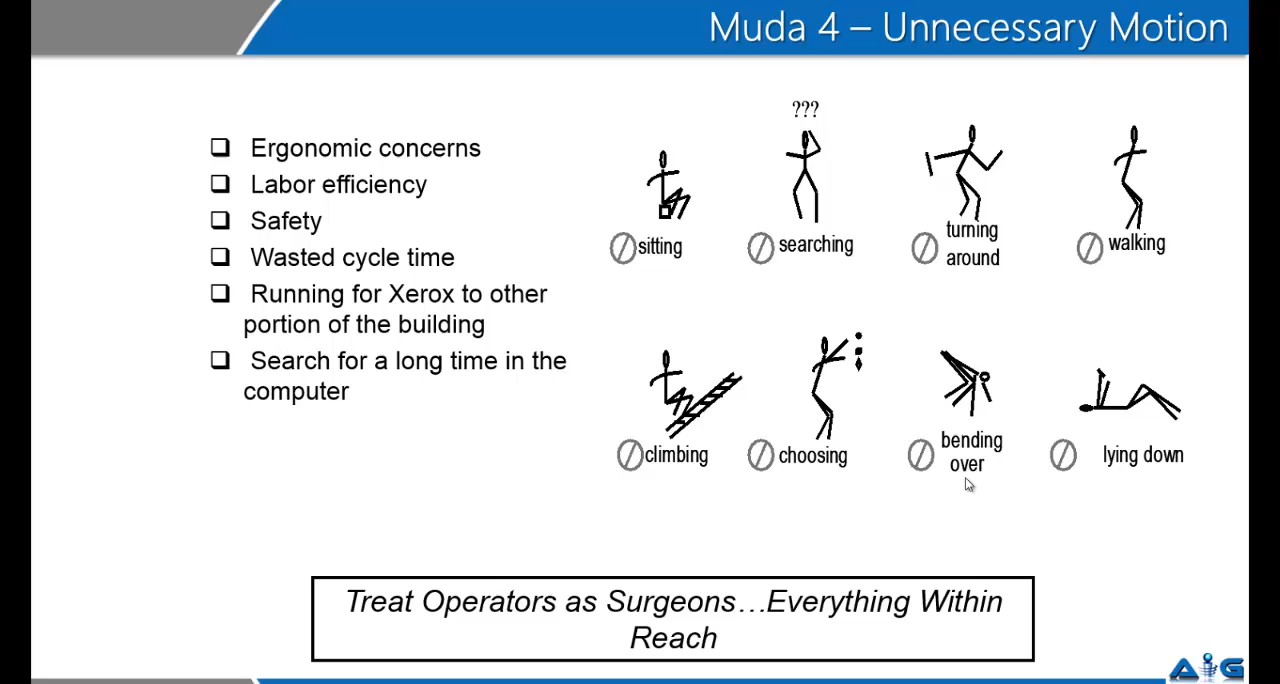 Muda 4 – Unnecessary Motion
❑ Ergonomic concerns
❑ Labor efficiency
❑ Safety
❑ Wasted cycle time
❑ Running for Xerox to other
portion of the building
❑ Search for a long time in the
computer
???
sitting
searching
turning
around
walking
climbing
choosing
bending
over
lying down
Treat Operators as Surgeons…Everything Within
Reach
AiG